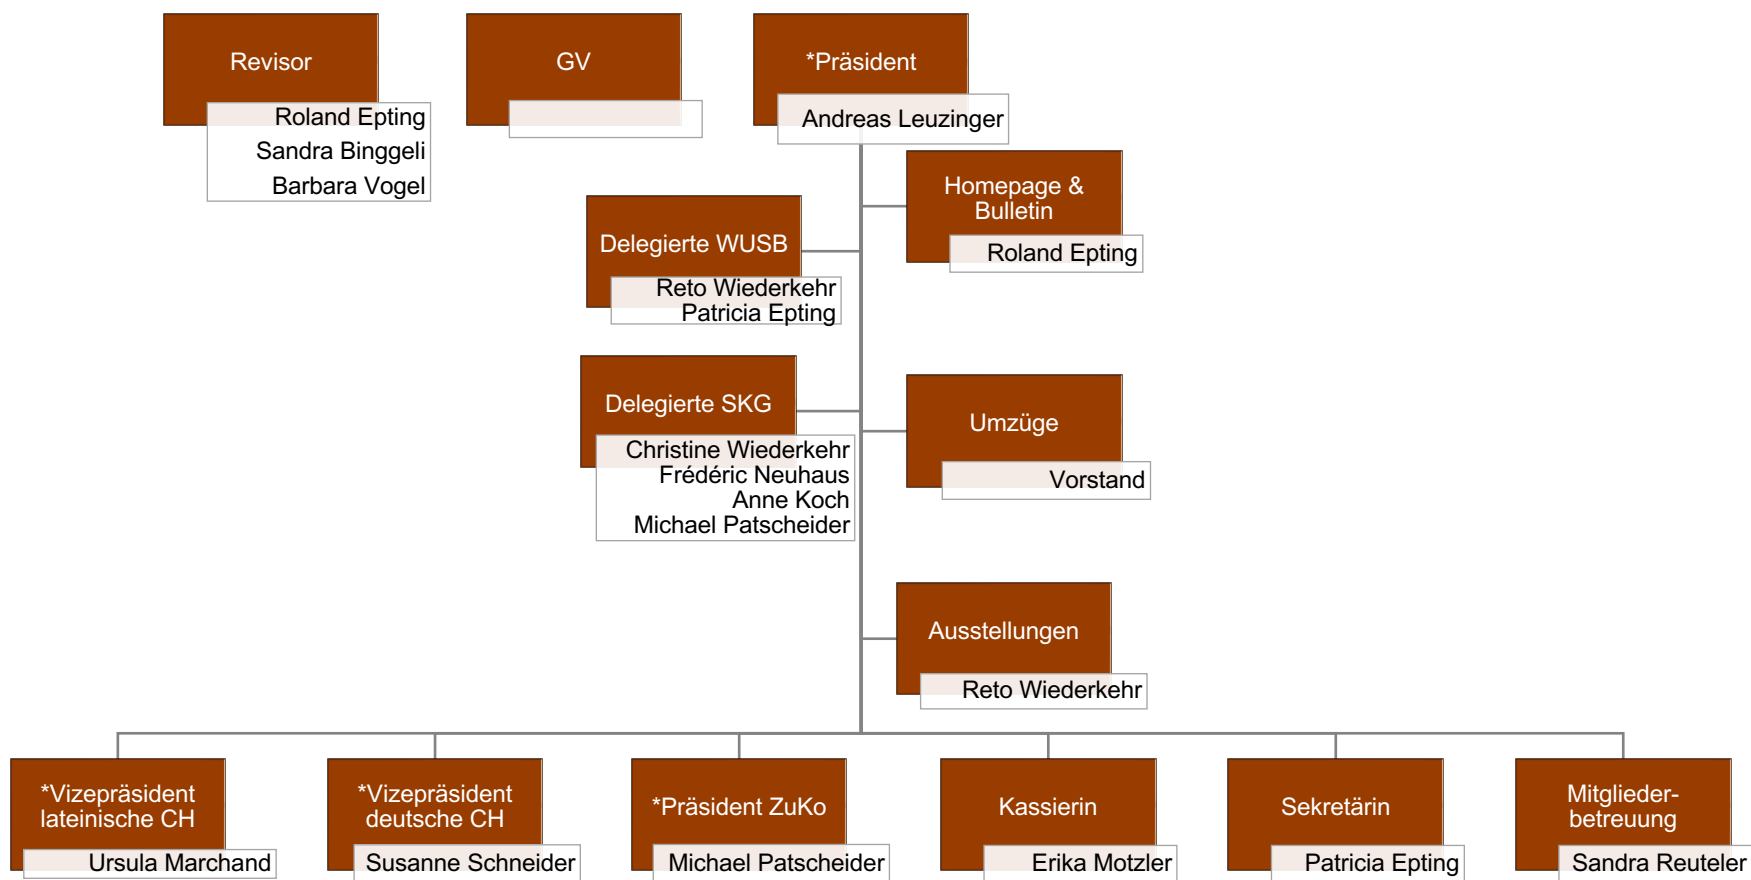 Revisor
Roland Epting
Sandra Binggeli
Barbara Vogel
GV
*Präsident
Andreas Leuzinger
Homepage &
Bulletin
Roland Epting
Delegierte WUSB
Reto Wiederkehr
Patricia Epting
Delegierte SKG
Christine Wiederkehr
Frédéric Neuhaus
Anne Koch
Michael Patscheider
Umzüge
Vorstand
Ausstellungen
Reto Wiederkehr
*Vizepräsident
lateinische CH
Ursula Marchand
*Vizepräsident
deutsche CH
Susanne Schneider
*Präsident ZuKo
Michael Patscheider
Kassierin
Erika Motzler
Sekretärin
Patricia Epting
Mitglieder-
betreuung
Sandra Reuteler